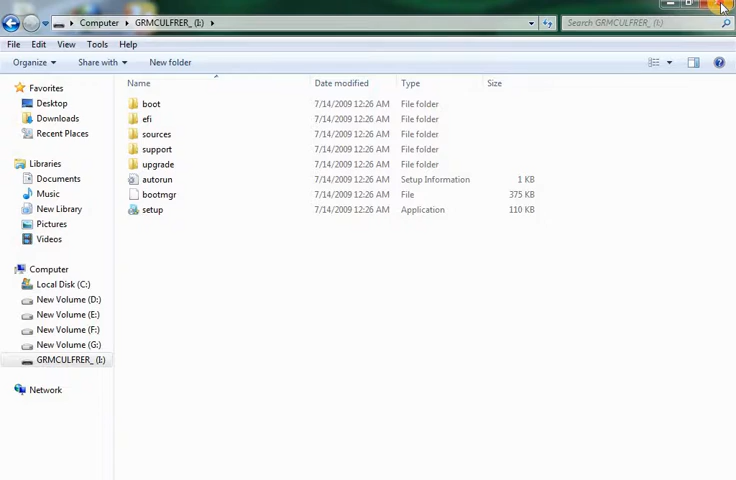 Computer GRMCULFRER_ (I:) Search GRMCULFRER_ (I:)
File Edit View Tools Help
Organize Share with New folder
Name Date modified Type Size
Favorites
Desktop
Downloads
Recent Places
Libraries
Documents
Music
New Library
Pictures
Videos
Computer
Local Disk (C:)
New Volume (D:)
New Volume (E:)
New Volume (F:)
New Volume (G:)
GRMCULFRER_ (I:)
Network
boot 7/14/2009 12:26 AM File folder
efi 7/14/2009 12:26 AM File folder
sources 7/14/2009 12:26 AM File folder
support 7/14/2009 12:26 AM File folder
upgrade 7/14/2009 12:26 AM File folder
autorun 7/14/2009 12:26 AM Setup Information 1 KB
bootmgr 7/14/2009 12:26 AM File 375 KB
setup 7/14/2009 12:26 AM Application 110 KB